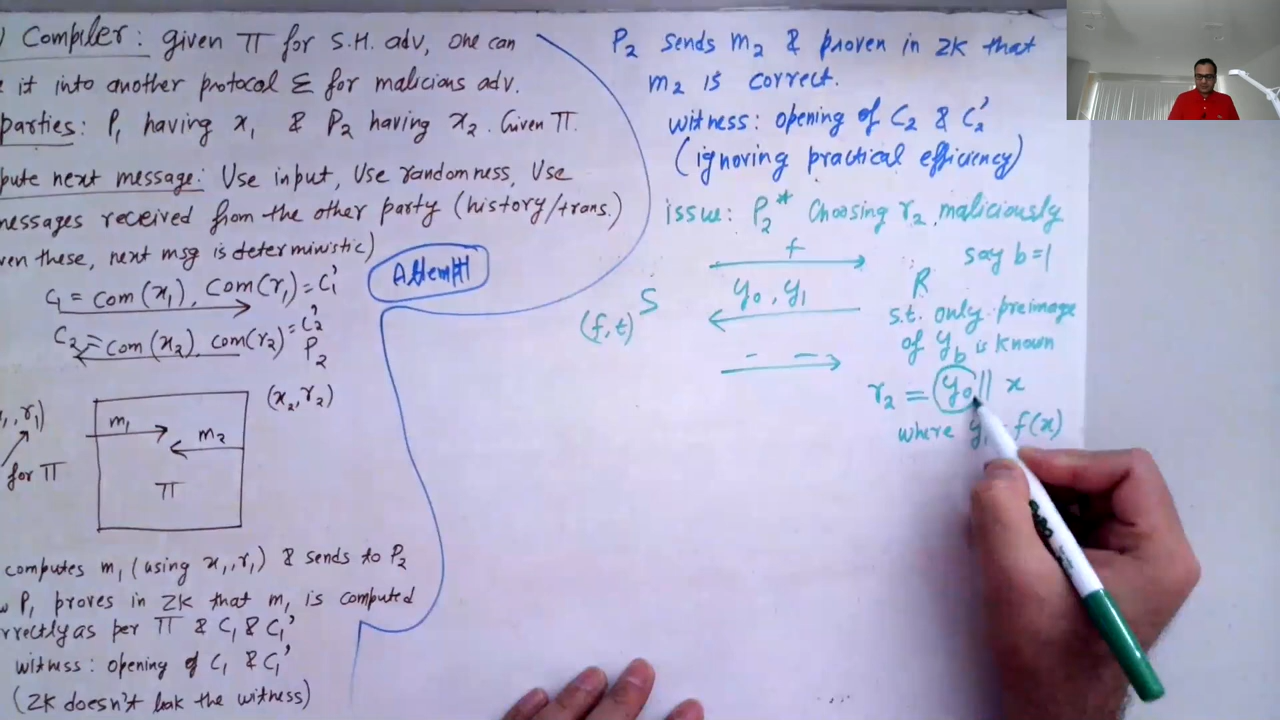 ) Compiler: given Π for S.H. adv, one can
e it into another protocal Σ for malicious adv.
parties: P₁ having x₁ & P₂ having x₂. Given Π.
pute next message: Use input, Use randomness, Use
messages received from the other party (history/trans.)
ven these, next msg is deterministic)
Attempt 1
C₁ = Com(x₁), Com(r₁) = C₁'
C₂ = Com(x₂), com(r₂) = C₂'
P₂
, r₁)
(x₂, r₂)
m₁
m₂
for Π
Π
computes m₁ (using x₁, r₁) & sends to P₂
P₁ proves in ZK that m₁ is computed
rrectly as per Π & C₁ & C₁'
witness: opening of C₁ & C₁'
(ZK doesn't leak the witness)
P₂ sends m₂ & proven in ZK that
m₂ is correct.
witness: opening of C₂ & C₂'
(ignoring practical efficiency)
issue: P₂* Choosing r₂ maliciously
f
say b=1
S
y₀, y₁
R
(f,t)
s.t. only preimage
of y_b is known
r₂ = y₀ || x
where y₁ f(x)